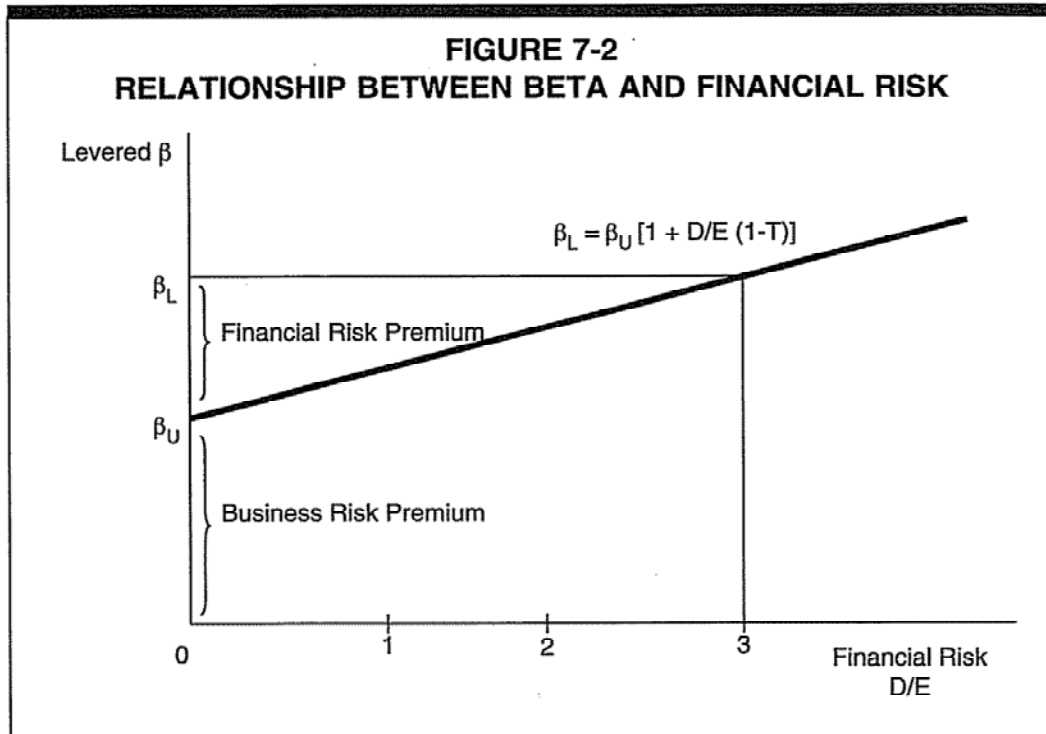 FIGURE 7-2
RELATIONSHIP BETWEEN BETA AND FINANCIAL RISK
Levered β
β_L = β_U [1 + D/E (1-T)]
β_L
Financial Risk Premium
β_U
Business Risk Premium
0 1 2 3
Financial Risk
D/E